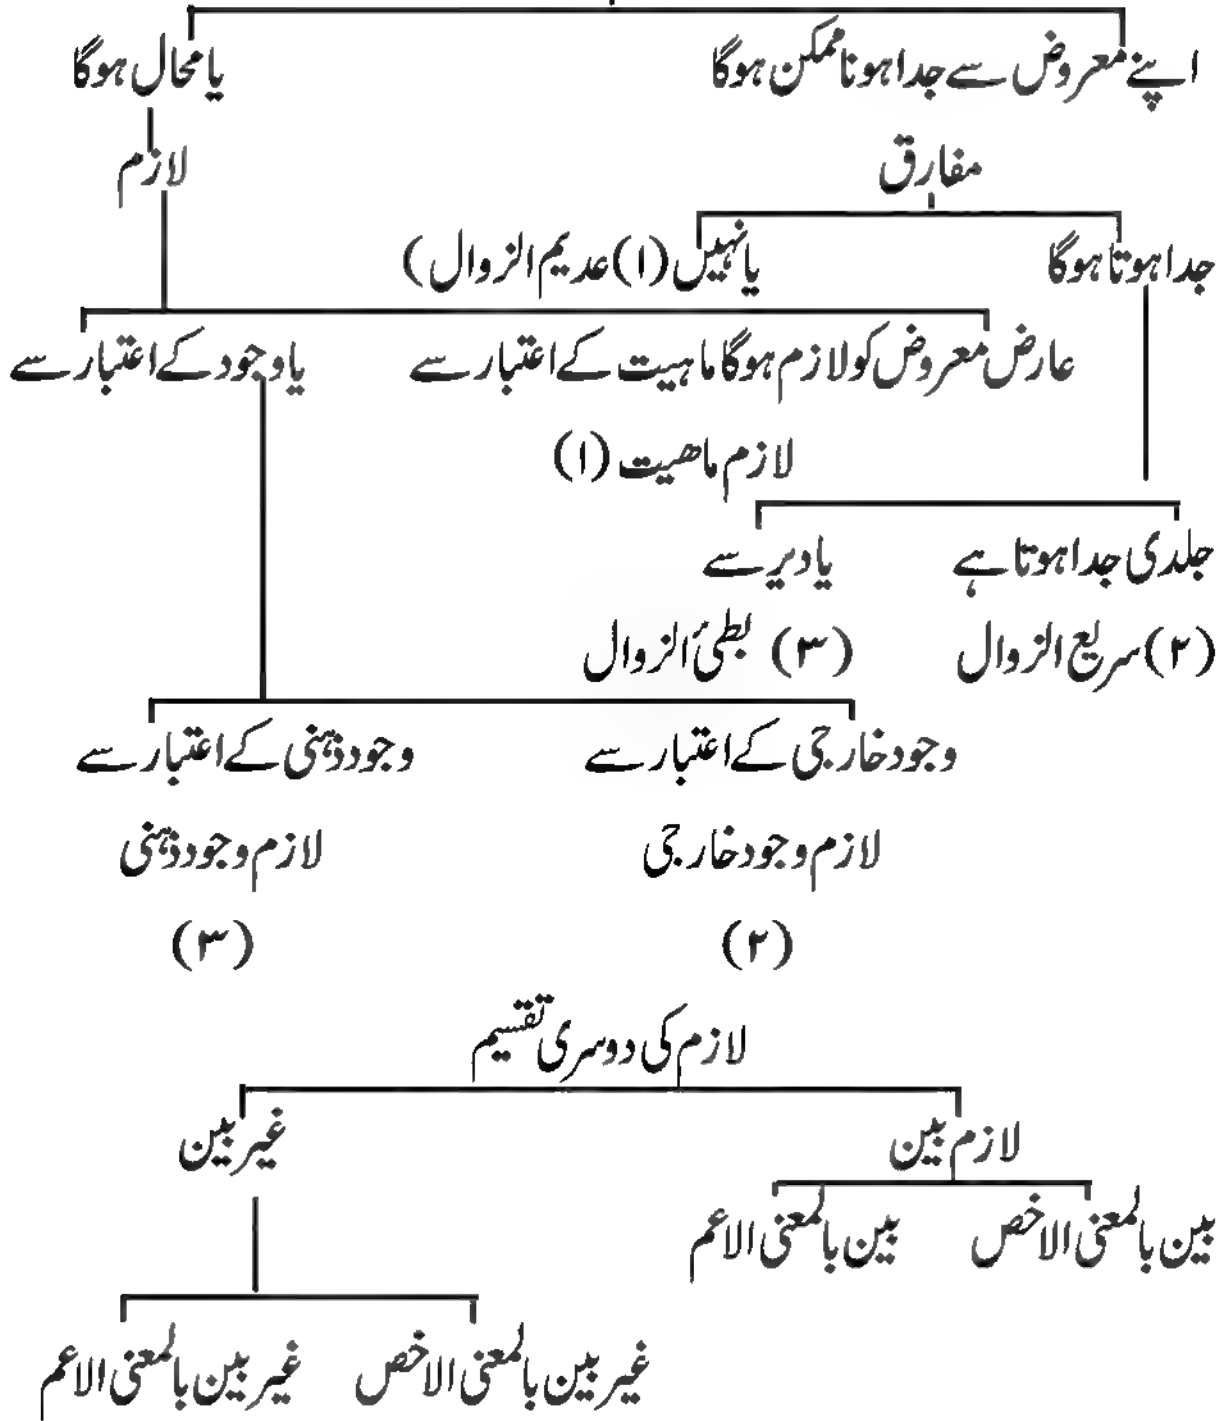 اپنے معروض سے جدا ہونا ممکن ہوگا یا محال ہوگا
مفارق لازم
جدا ہوتا ہوگا یا نہیں (۱) عدیم الزوال)
عارض معروض کو لازم ہوگا ماہیت کے اعتبار سے یا وجود کے اعتبار سے
لازم ماھیت (۱)
جلدی جدا ہوتا ہے یا دیر سے
(۲) سریع الزوال (۳) بطئ الزوال
وجود خارجی کے اعتبار سے وجود ذہنی کے اعتبار سے
لازم وجود خارجی لازم وجود ذہنی
(۲) (۳)
لازم کی دوسری تقسیم
لازم بین غیر بین
بین بالمعنی الاخص بین بالمعنی الاعم
غیر بین بالمعنی الاخص غیر بین بالمعنی الاعم